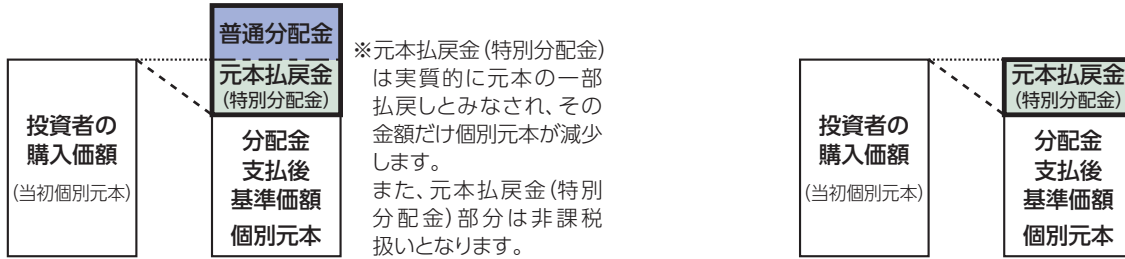 投資者の
購入価額
(当初個別元本)
普通分配金
元本払戻金
(特別分配金)
分配金
支払後
基準価額
個別元本
※元本払戻金(特別分配金)
は実質的に元本の一部
払戻しとみなされ、その
金額だけ個別元本が減少
します。
また、元本払戻金(特別
分配金)部分は非課税
扱いとなります。
投資者の
購入価額
(当初個別元本)
元本払戻金
(特別分配金)
分配金
支払後
基準価額
個別元本